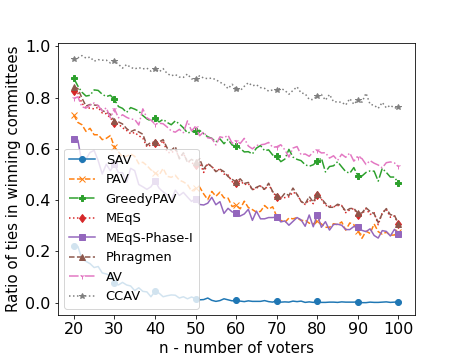 Ratio of ties in winning committees
1.0
0.8
0.6
0.4
0.2
0.0
SAV
PAV
GreedyPAV
MEqS
MEqS-Phase-I
Phragmen
AV
CCAV
20 30 40 50 60 70 80 90 100
n - number of voters